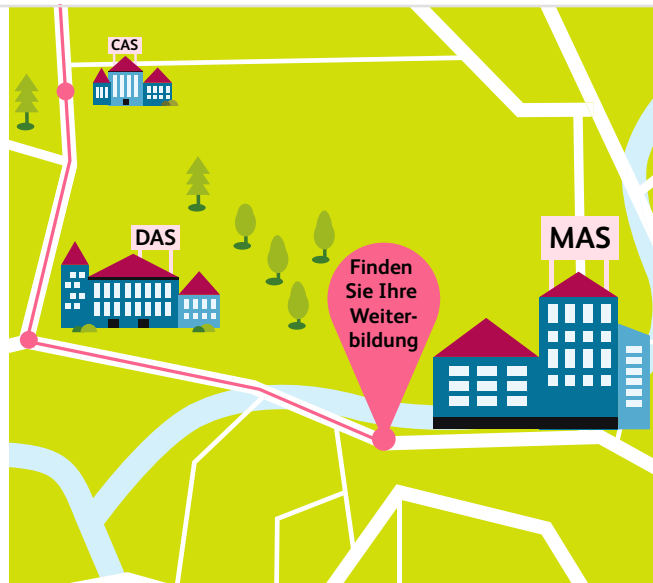 CAS
DAS
MAS
Finden
Sie Ihre
Weiter-
bildung